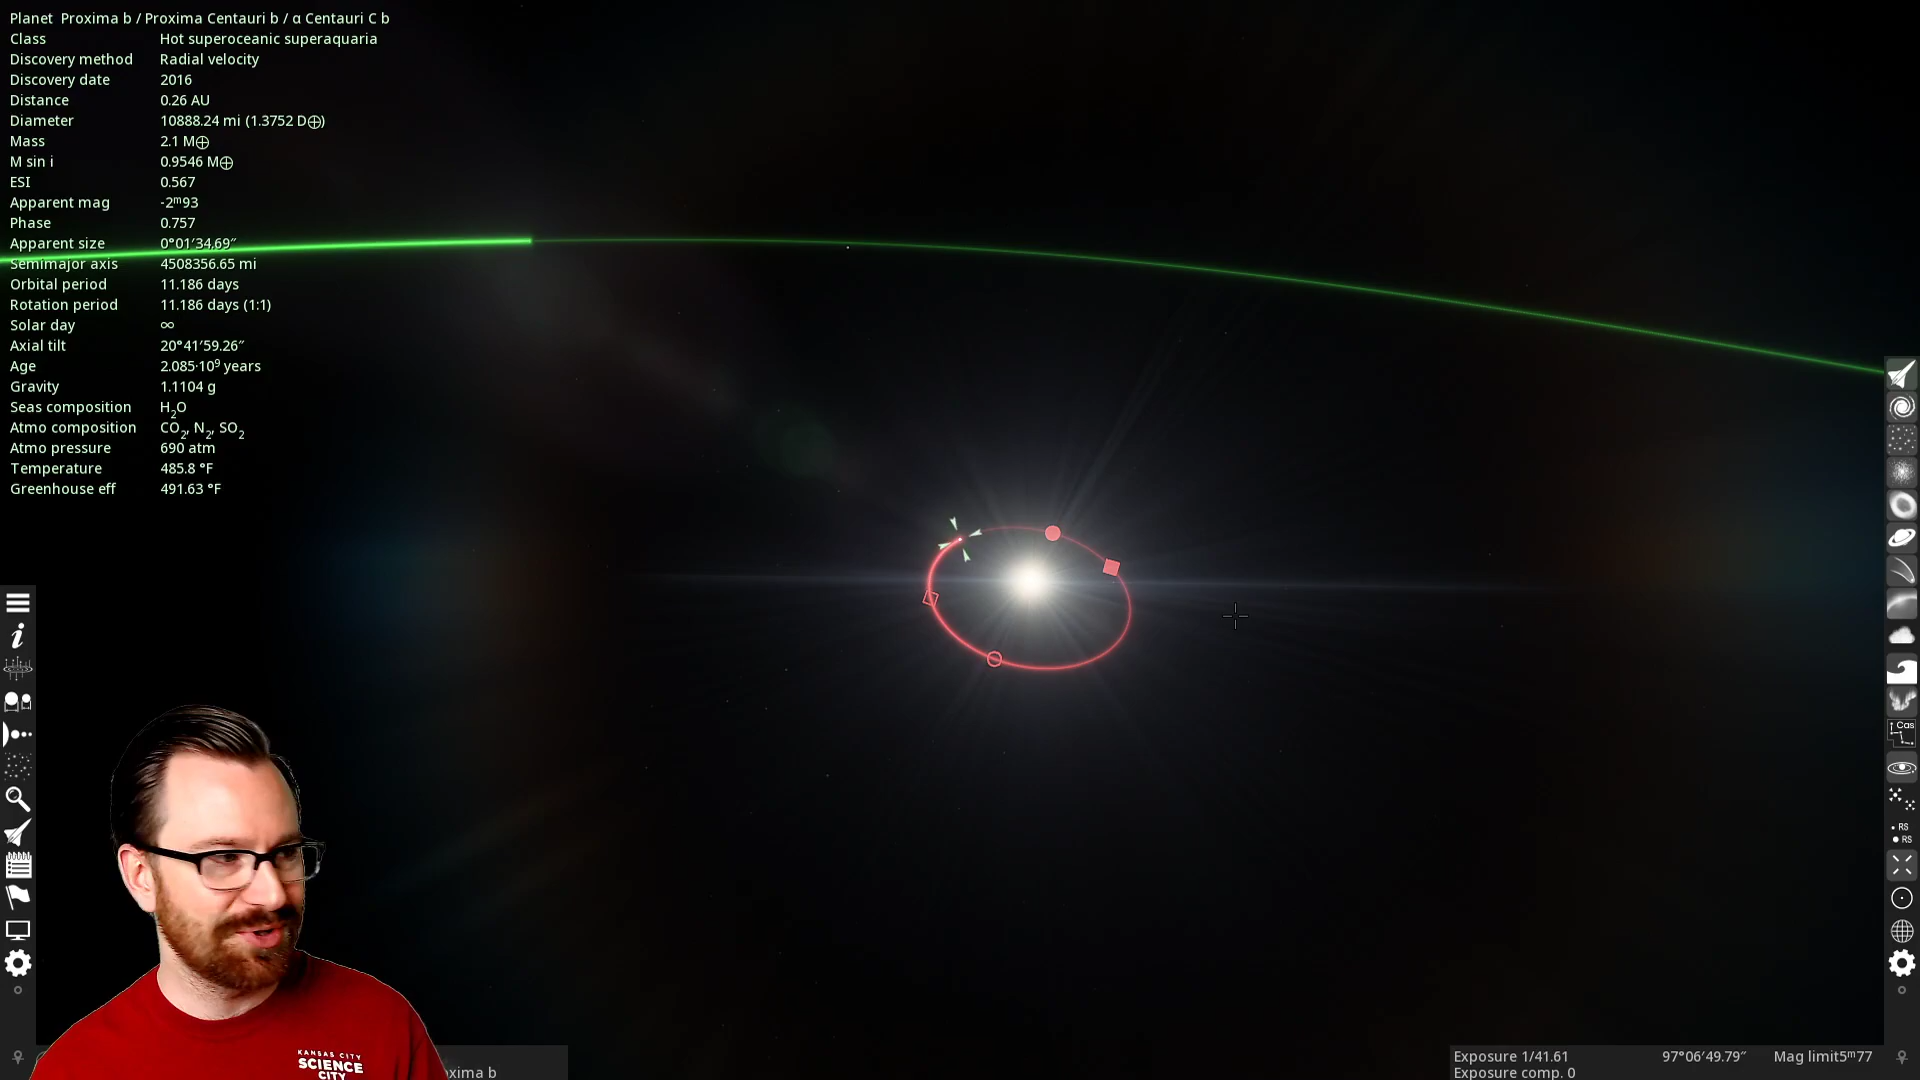 Planet Proxima b / Proxima Centauri b / α Centauri C b
Class Hot superoceanic superaquaria
Discovery method Radial velocity
Discovery date 2016
Distance 0.26 AU
Diameter 10888.24 mi (1.3752 D⊕)
Mass 2.1 M⊕
M sin i 0.9546 M⊕
ESI 0.567
Apparent mag -2ᵐ93
Phase 0.757
Apparent size 0°01′34.69″
Semimajor axis 4508356.65 mi
Orbital period 11.186 days
Rotation period 11.186 days (1:1)
Solar day ∞
Axial tilt 20°41′59.26″
Age 2.085·10⁹ years
Gravity 1.1104 g
Seas composition H₂O
Atmo composition CO₂, N₂, SO₂
Atmo pressure 690 atm
Temperature 485.8 °F
Greenhouse eff 491.63 °F
Cas
RS
RS
KANSAS CITY
SCIENCE
CITY
xima b
Exposure 1/41.61 97°06′49.79″ Mag limit5ᵐ77
Exposure comp. 0